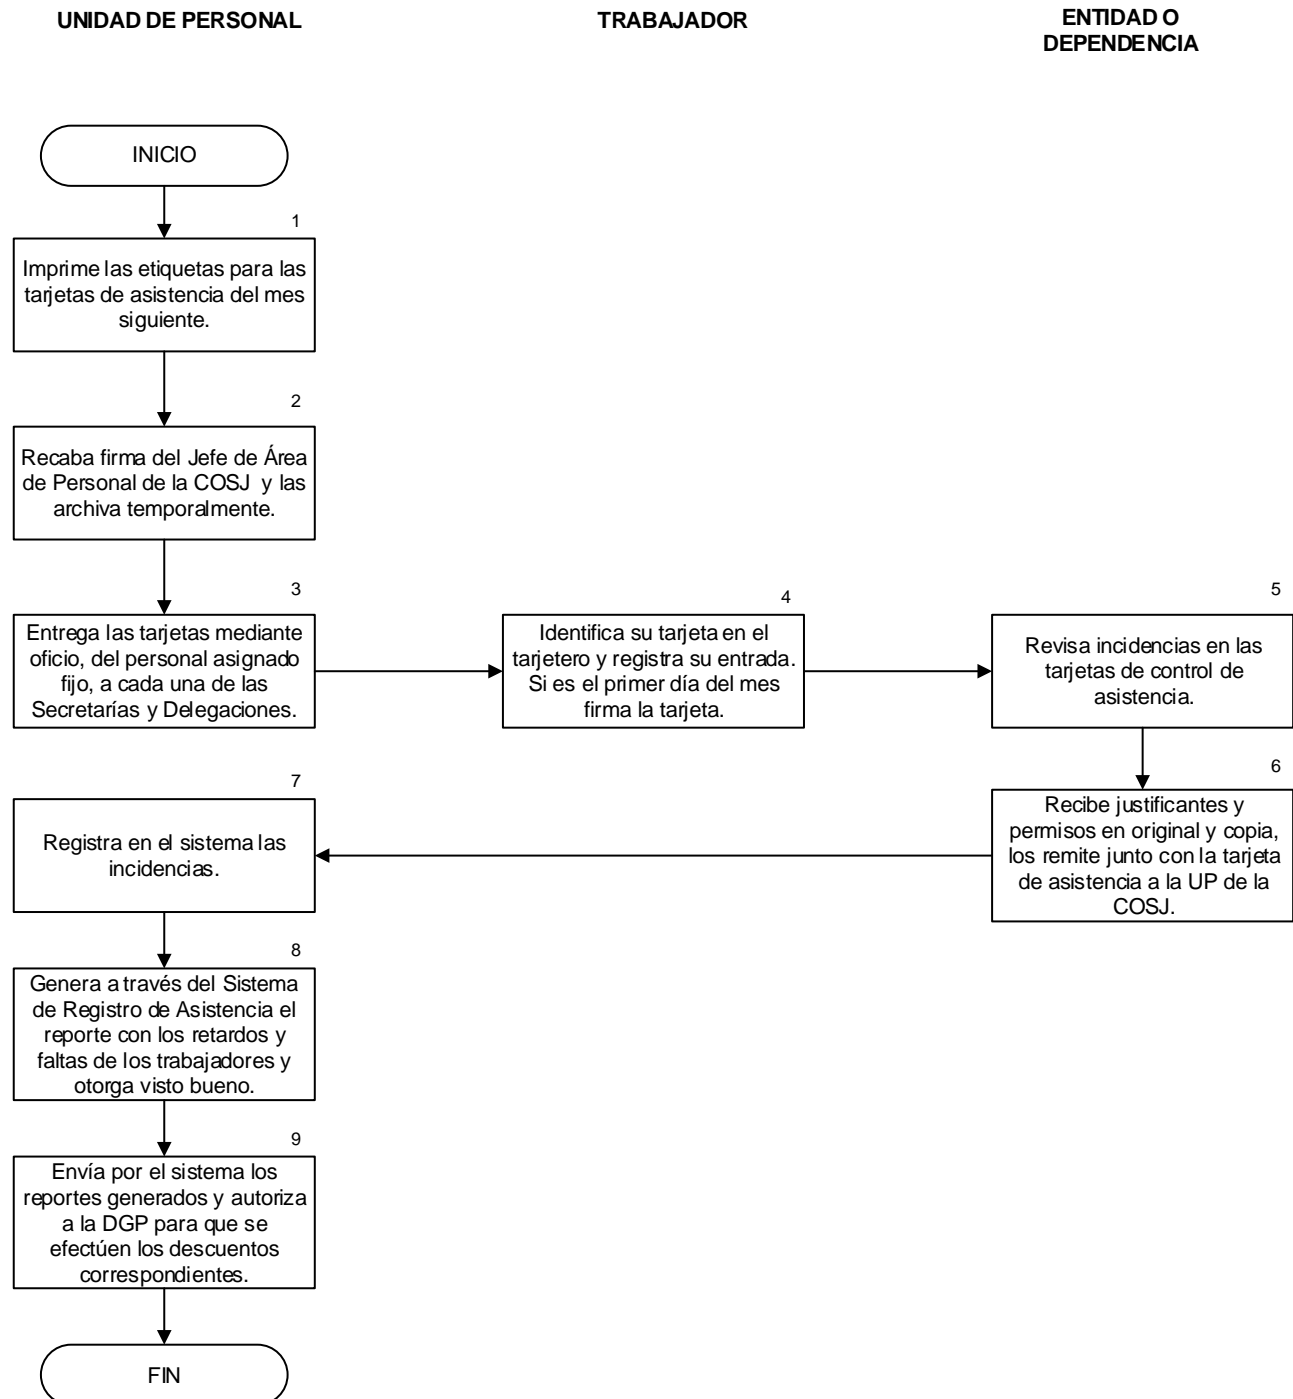 UNIDAD DE PERSONAL
TRABAJADOR
ENTIDAD O
DEPENDENCIA
INICIO
1
Imprime las etiquetas para las
tarjetas de asistencia del mes
siguiente.
2
Recaba firma del Jefe de Área
de Personal de la COSJ y las
archiva temporalmente.
3
Entrega las tarjetas mediante
oficio, del personal asignado
fijo, a cada una de las
Secretarías y Delegaciones.
4
Identifica su tarjeta en el
tarjetero y registra su entrada.
Si es el primer día del mes
firma la tarjeta.
5
Revisa incidencias en las
tarjetas de control de
asistencia.
6
Recibe justificantes y
permisos en original y copia,
los remite junto con la tarjeta
de asistencia a la UP de la
COSJ.
7
Registra en el sistema las
incidencias.
8
Genera a través del Sistema
de Registro de Asistencia el
reporte con los retardos y
faltas de los trabajadores y
otorga visto bueno.
9
Envía por el sistema los
reportes generados y autoriza
a la DGP para que se
efectúen los descuentos
correspondientes.
FIN